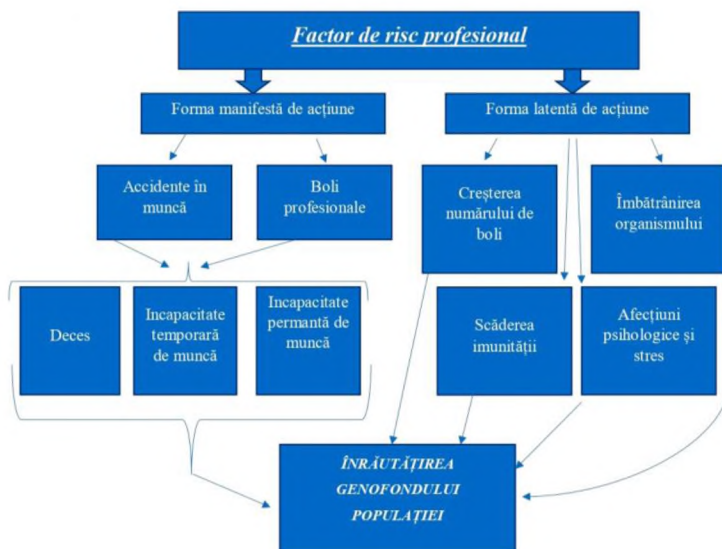 Factor de risc profesional
Forma manifestă de acțiune
Forma latentă de acțiune
Accidente în
muncă
Boli
profesionale
Creșterea
numărului de
boli
Îmbătrânirea
organismului
Deces
Incapacitate
temporară
de muncă
Incapacitate
permantă de
muncă
Scăderea
imunității
Afecțiuni
psihologice și
stres
ÎNRĂUTĂȚIREA
GENOFONDULUI
POPULAȚIEI